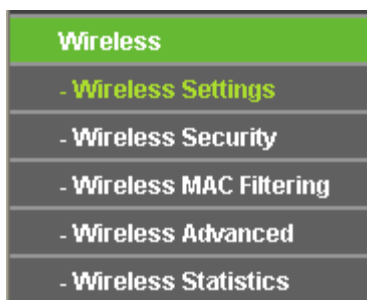 Wireless
- Wireless Settings
- Wireless Security
- Wireless MAC Filtering
- Wireless Advanced
- Wireless Statistics